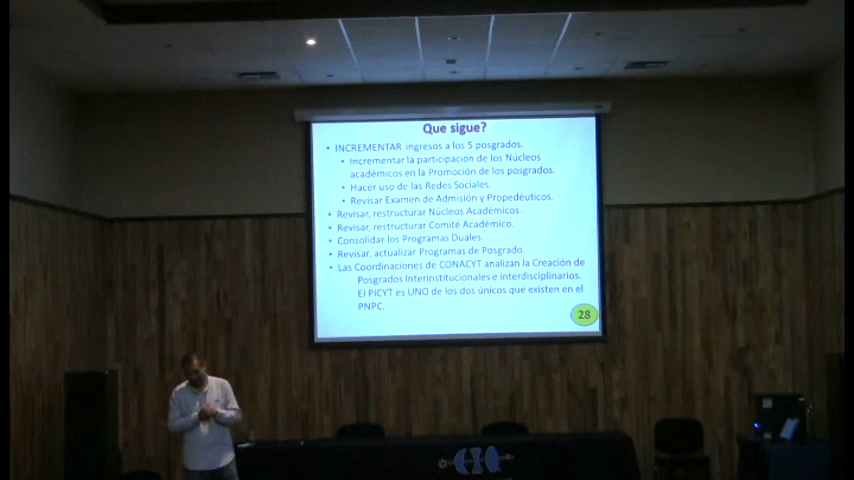 Que sigue?
• INCREMENTAR ingresos a los 5 posgrados.
• Incrementar la participación de los Núcleos
académicos en la Promoción de los posgrados.
• Hacer uso de las Redes Sociales.
• Revisar Examen de Admisión y Propedéuticos.
• Revisar, restructurar Núcleos Académicos.
• Revisar, restructurar Comité Académico.
• Consolidar los Programas Duales
• Revisar, actualizar Programas de Posgrado.
• Las Coordinaciones de CONACYT analizan la Creación de
Posgrados Interinstitucionales e interdisciplinarios.
El PICYT es UNO de los dos únicos que existen en el
PNPC.
28
CIO